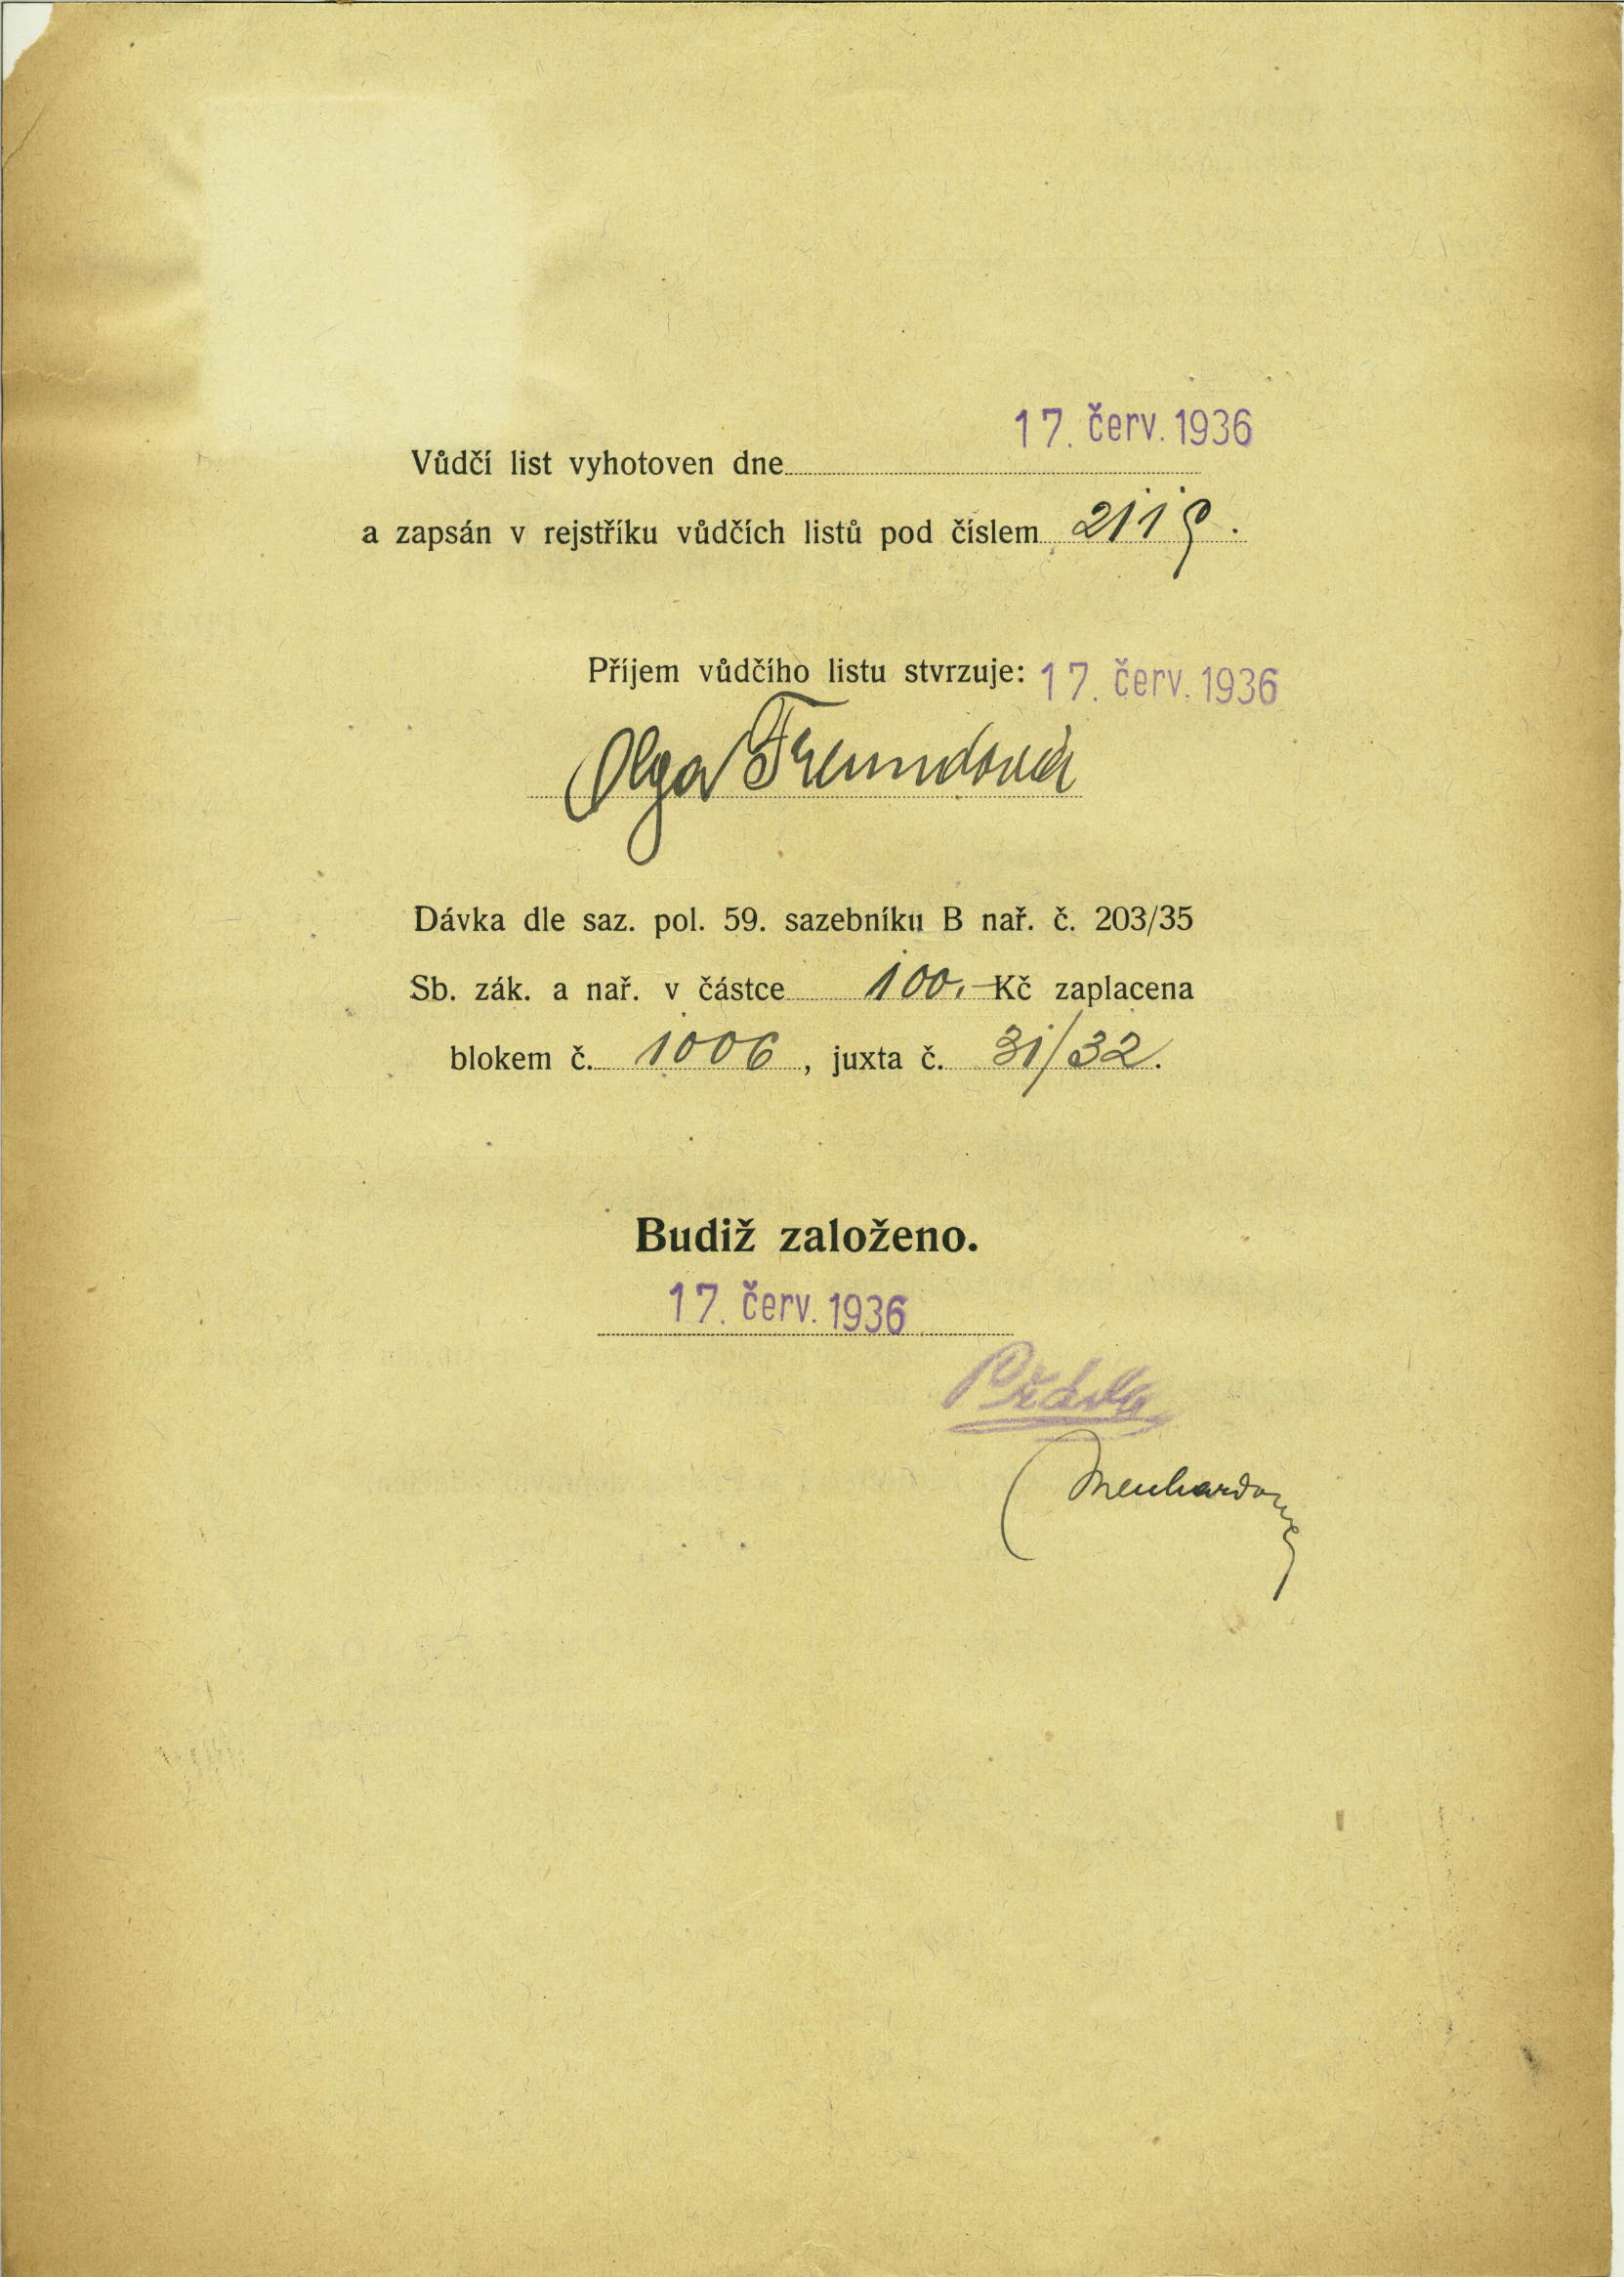 17. červ. 1936
Vůdčí list vyhotoven dne
a zapsán v rejstříku vůdčích listů pod číslem 2119.
Příjem vůdčího listu stvrzuje: 17. červ. 1936
Olga Freundová
Dávka dle saz. pol. 59. sazebníku B nař. č. 203/35
Sb. zák. a nař. v částce 100.- Kč zaplacena
blokem č. 1006, juxta č. 31/32.
Budiž založeno.
17. červ. 1936